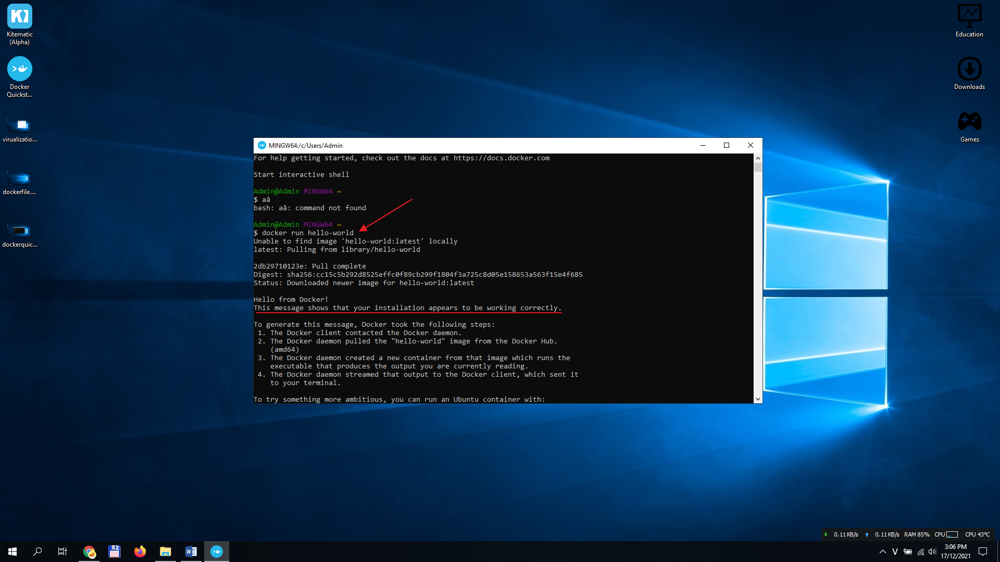 Kitematic
(Alpha)
Docker
Quickst...
virualizatio...
dockerfile....
dockerquic...
Education
Downloads
Games
MINGW64:/c/Users/Admin
For help getting started, check out the docs at https://docs.docker.com
Start interactive shell
Admin@Admin MINGW64 ~
$ aâ
bash: aâ: command not found
Admin@Admin MINGW64 ~
$ docker run hello-world
Unable to find image 'hello-world:latest' locally
latest: Pulling from library/hello-world
2db29710123e: Pull complete
Digest: sha256:cc15c5b292d8525effc0f89cb299f1804f3a725c8d05e158653a563f15e4f685
Status: Downloaded newer image for hello-world:latest
Hello from Docker!
This message shows that your installation appears to be working correctly.
To generate this message, Docker took the following steps:
1. The Docker client contacted the Docker daemon.
2. The Docker daemon pulled the "hello-world" image from the Docker Hub.
(amd64)
3. The Docker daemon created a new container from that image which runs the
executable that produces the output you are currently reading.
4. The Docker daemon streamed that output to the Docker client, which sent it
to your terminal.
To try something more ambitious, you can run an Ubuntu container with:
0.11 KB/s 0.11 KB/s RAM 85% CPU CPU 43°C
V
3:06 PM
17/12/2021